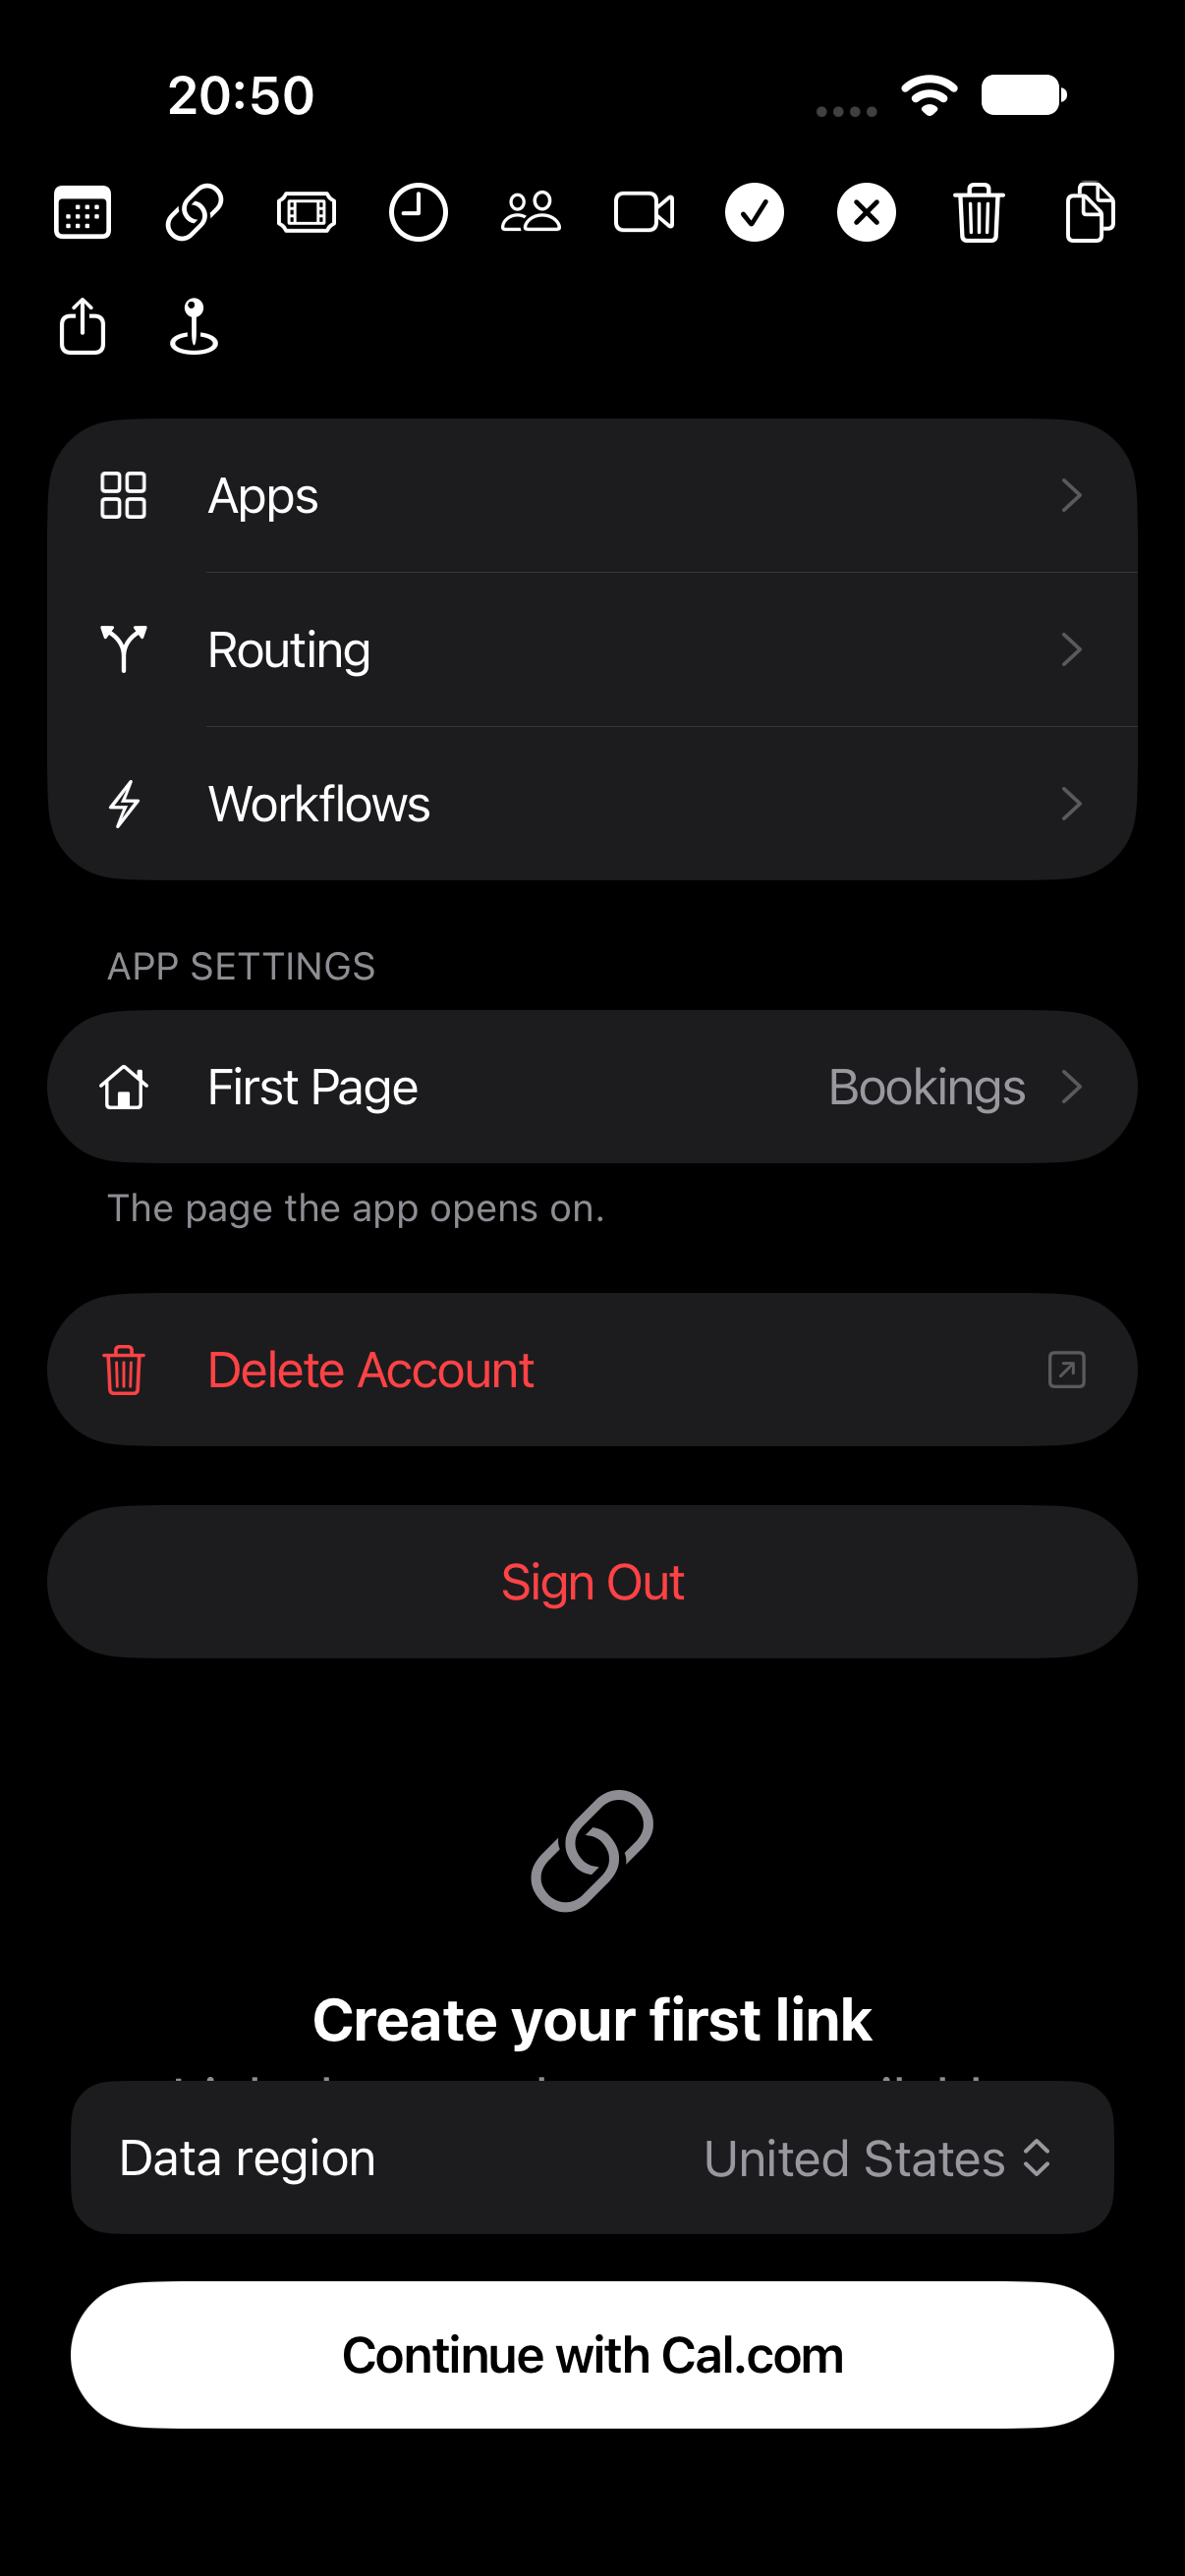 20:50
Apps
Routing
Workflows
APP SETTINGS
First Page
Bookings
The page the app opens on.
Delete Account
Sign Out
Create your first link
Data region
United States
Continue with Cal.com